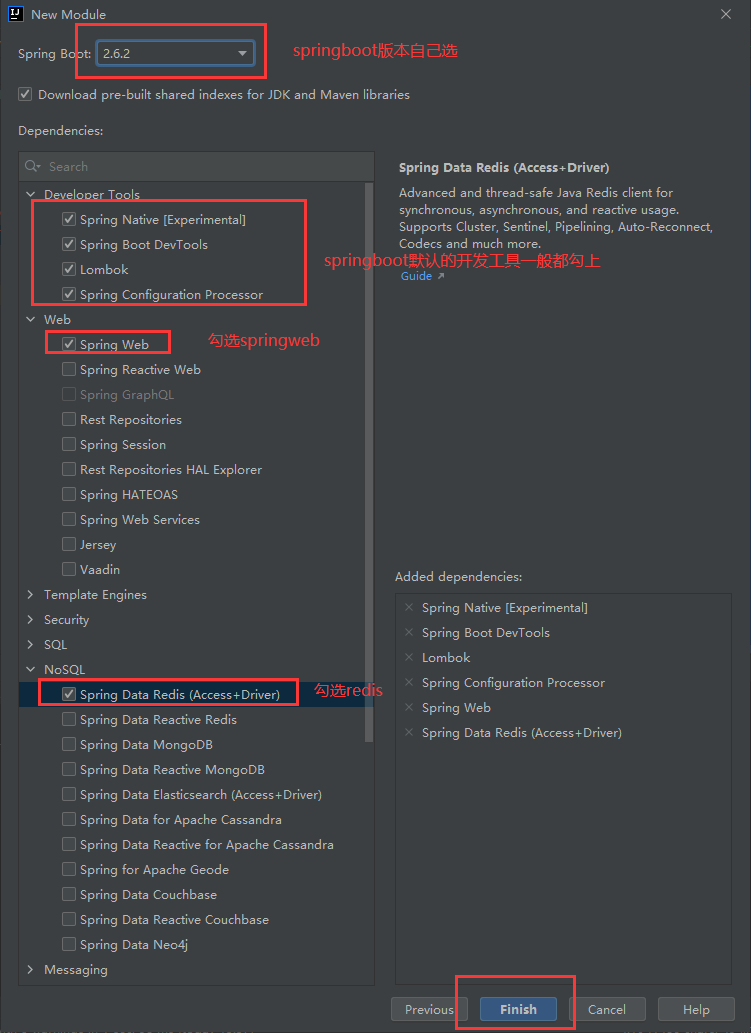 New Module
Spring Boot: 2.6.2
springboot版本自己选
Download pre-built shared indexes for JDK and Maven libraries
Dependencies:
Search
Developer Tools
Spring Native [Experimental]
Spring Boot DevTools
Lombok
Spring Configuration Processor
Web
Spring Web
勾选springweb
Spring Reactive Web
Spring GraphQL
Rest Repositories
Spring Session
Rest Repositories HAL Explorer
Spring HATEOAS
Spring Web Services
Jersey
Vaadin
Template Engines
Security
SQL
NoSQL
Spring Data Redis (Access+Driver)
勾选redis
Spring Data Reactive Redis
Spring Data MongoDB
Spring Data Reactive MongoDB
Spring Data Elasticsearch (Access+Driver)
Spring Data for Apache Cassandra
Spring Data Reactive for Apache Cassandra
Spring for Apache Geode
Spring Data Couchbase
Spring Data Reactive Couchbase
Spring Data Neo4j
Messaging
Spring Data Redis (Access+Driver)
Advanced and thread-safe Java Redis client for
synchronous, asynchronous, and reactive usage.
Supports Cluster, Sentinel, Pipelining, Auto-Reconnect,
Codecs and much more.
springboot默认的开发工具一般都勾上
Guide
Added dependencies:
Spring Native [Experimental]
Spring Boot DevTools
Lombok
Spring Configuration Processor
Spring Web
Spring Data Redis (Access+Driver)
Previous
Finish
Cancel
Help